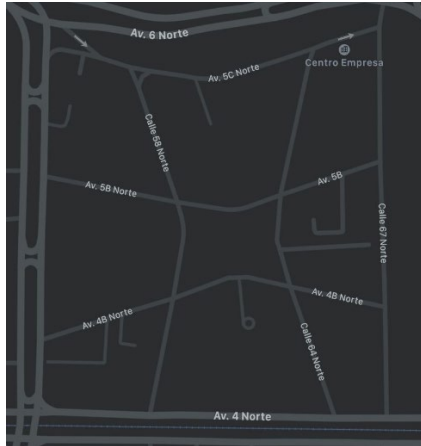 Av. 6 Norte
Centro Empresa
Av. 5C Norte
Calle 58 Norte
Av. 5B Norte
Av. 5B
Calle 67 Norte
Av. 4B Norte
Av. 4B Norte
Calle 64 Norte
Av. 4 Norte